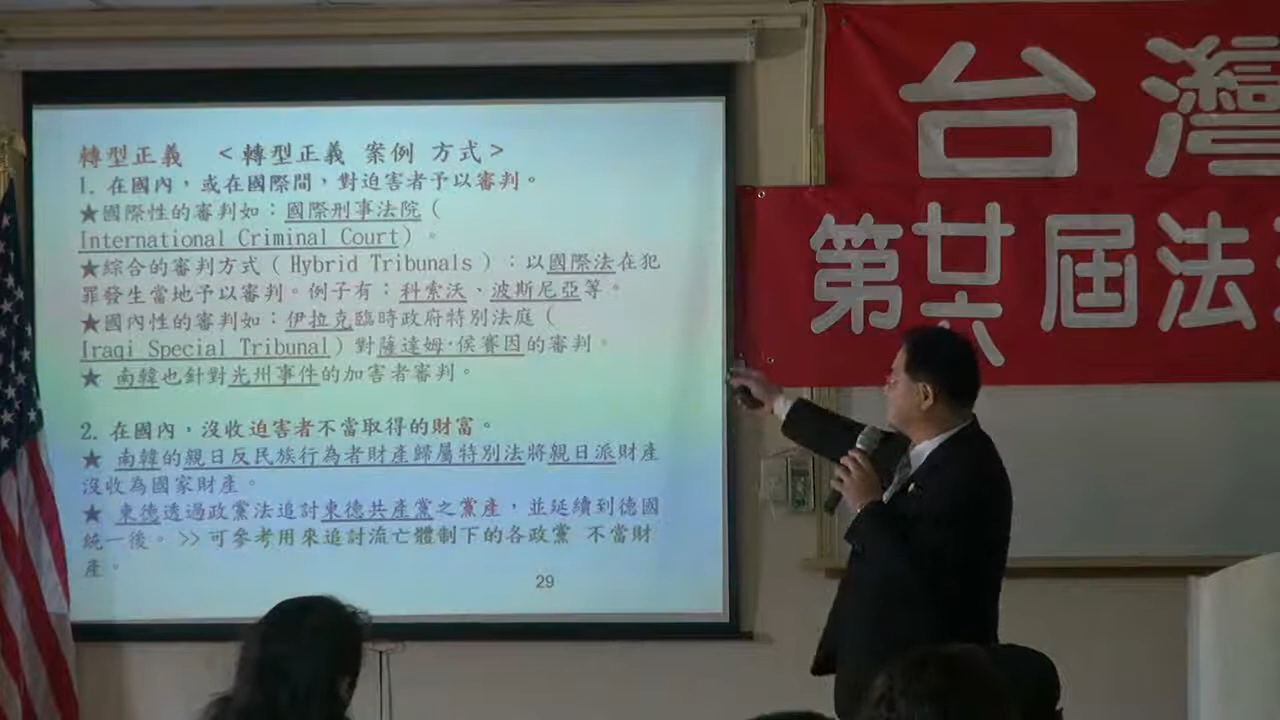 轉型正義 <轉型正義 案例 方式>
1. 在國內，或在國際間，對迫害者予以審判。
★國際性的審判如：國際刑事法院（
International Criminal Court）。
★綜合的審判方式（Hybrid Tribunals）：以國際法在犯
罪發生當地予以審判。例子有：科索沃、波斯尼亞等。
★國內性的審判如：伊拉克臨時政府特別法庭（
Iraqi Special Tribunal）對薩達姆·侯賽因的審判。
★ 南韓也針對光州事件的加害者審判。
2. 在國內，沒收迫害者不當取得的財富。
★ 南韓的親日反民族行為者財產歸屬特別法將親日派財產
沒收為國家財產。
★ 東德透過政黨法追討東德共產黨之黨產，並延續到德國
統一後。 >> 可參考用來追討流亡體制下的各政黨 不當財
產。
29
台灣
第廿六屆法